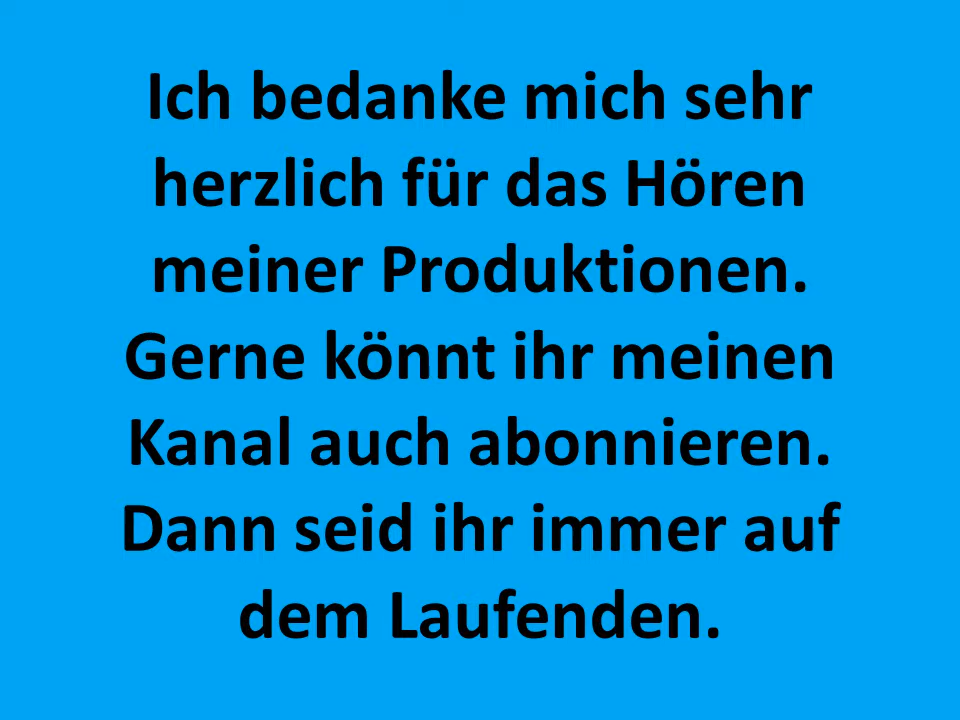 Ich bedanke mich sehr
herzlich für das Hören
meiner Produktionen.
Gerne könnt ihr meinen
Kanal auch abonnieren.
Dann seid ihr immer auf
dem Laufenden.